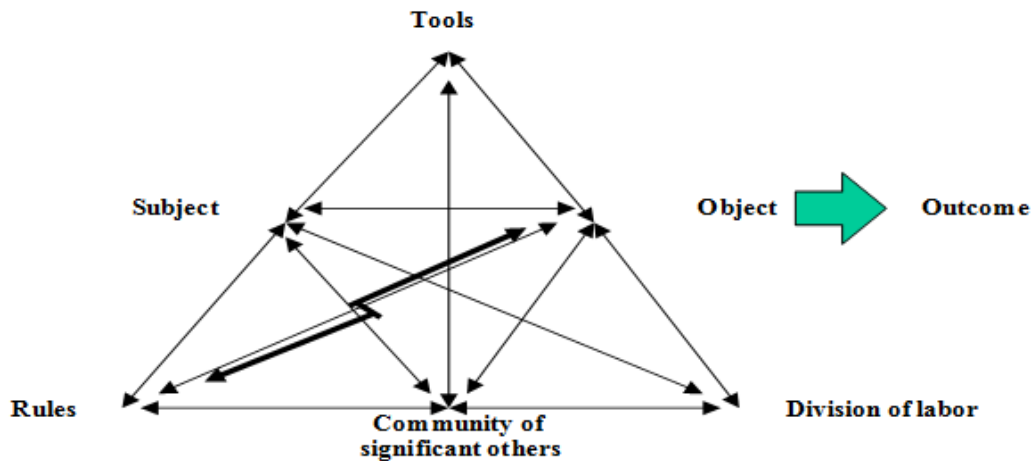 Tools
Subject
Object
Outcome
Rules
Community of
significant others
Division of labor